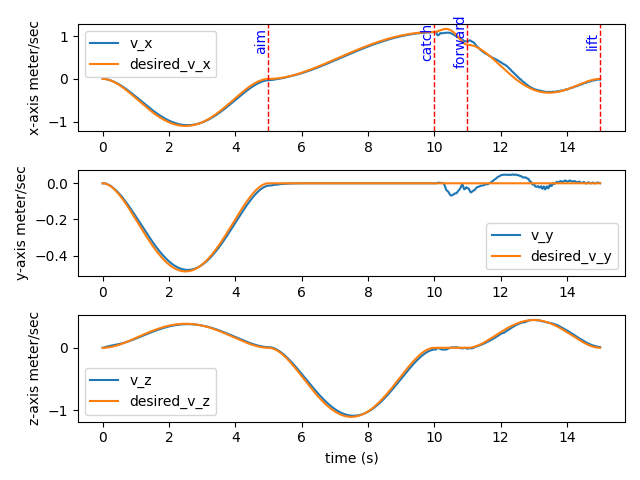 x-axis meter/sec
1
0
−1
v_x
desired_v_x
aim
catch
forward
lift
0 2 4 6 8 10 12 14
y-axis meter/sec
0.0
−0.2
−0.4
v_y
desired_v_y
0 2 4 6 8 10 12 14
z-axis meter/sec
0
−1
v_z
desired_v_z
0 2 4 6 8 10 12 14
time (s)